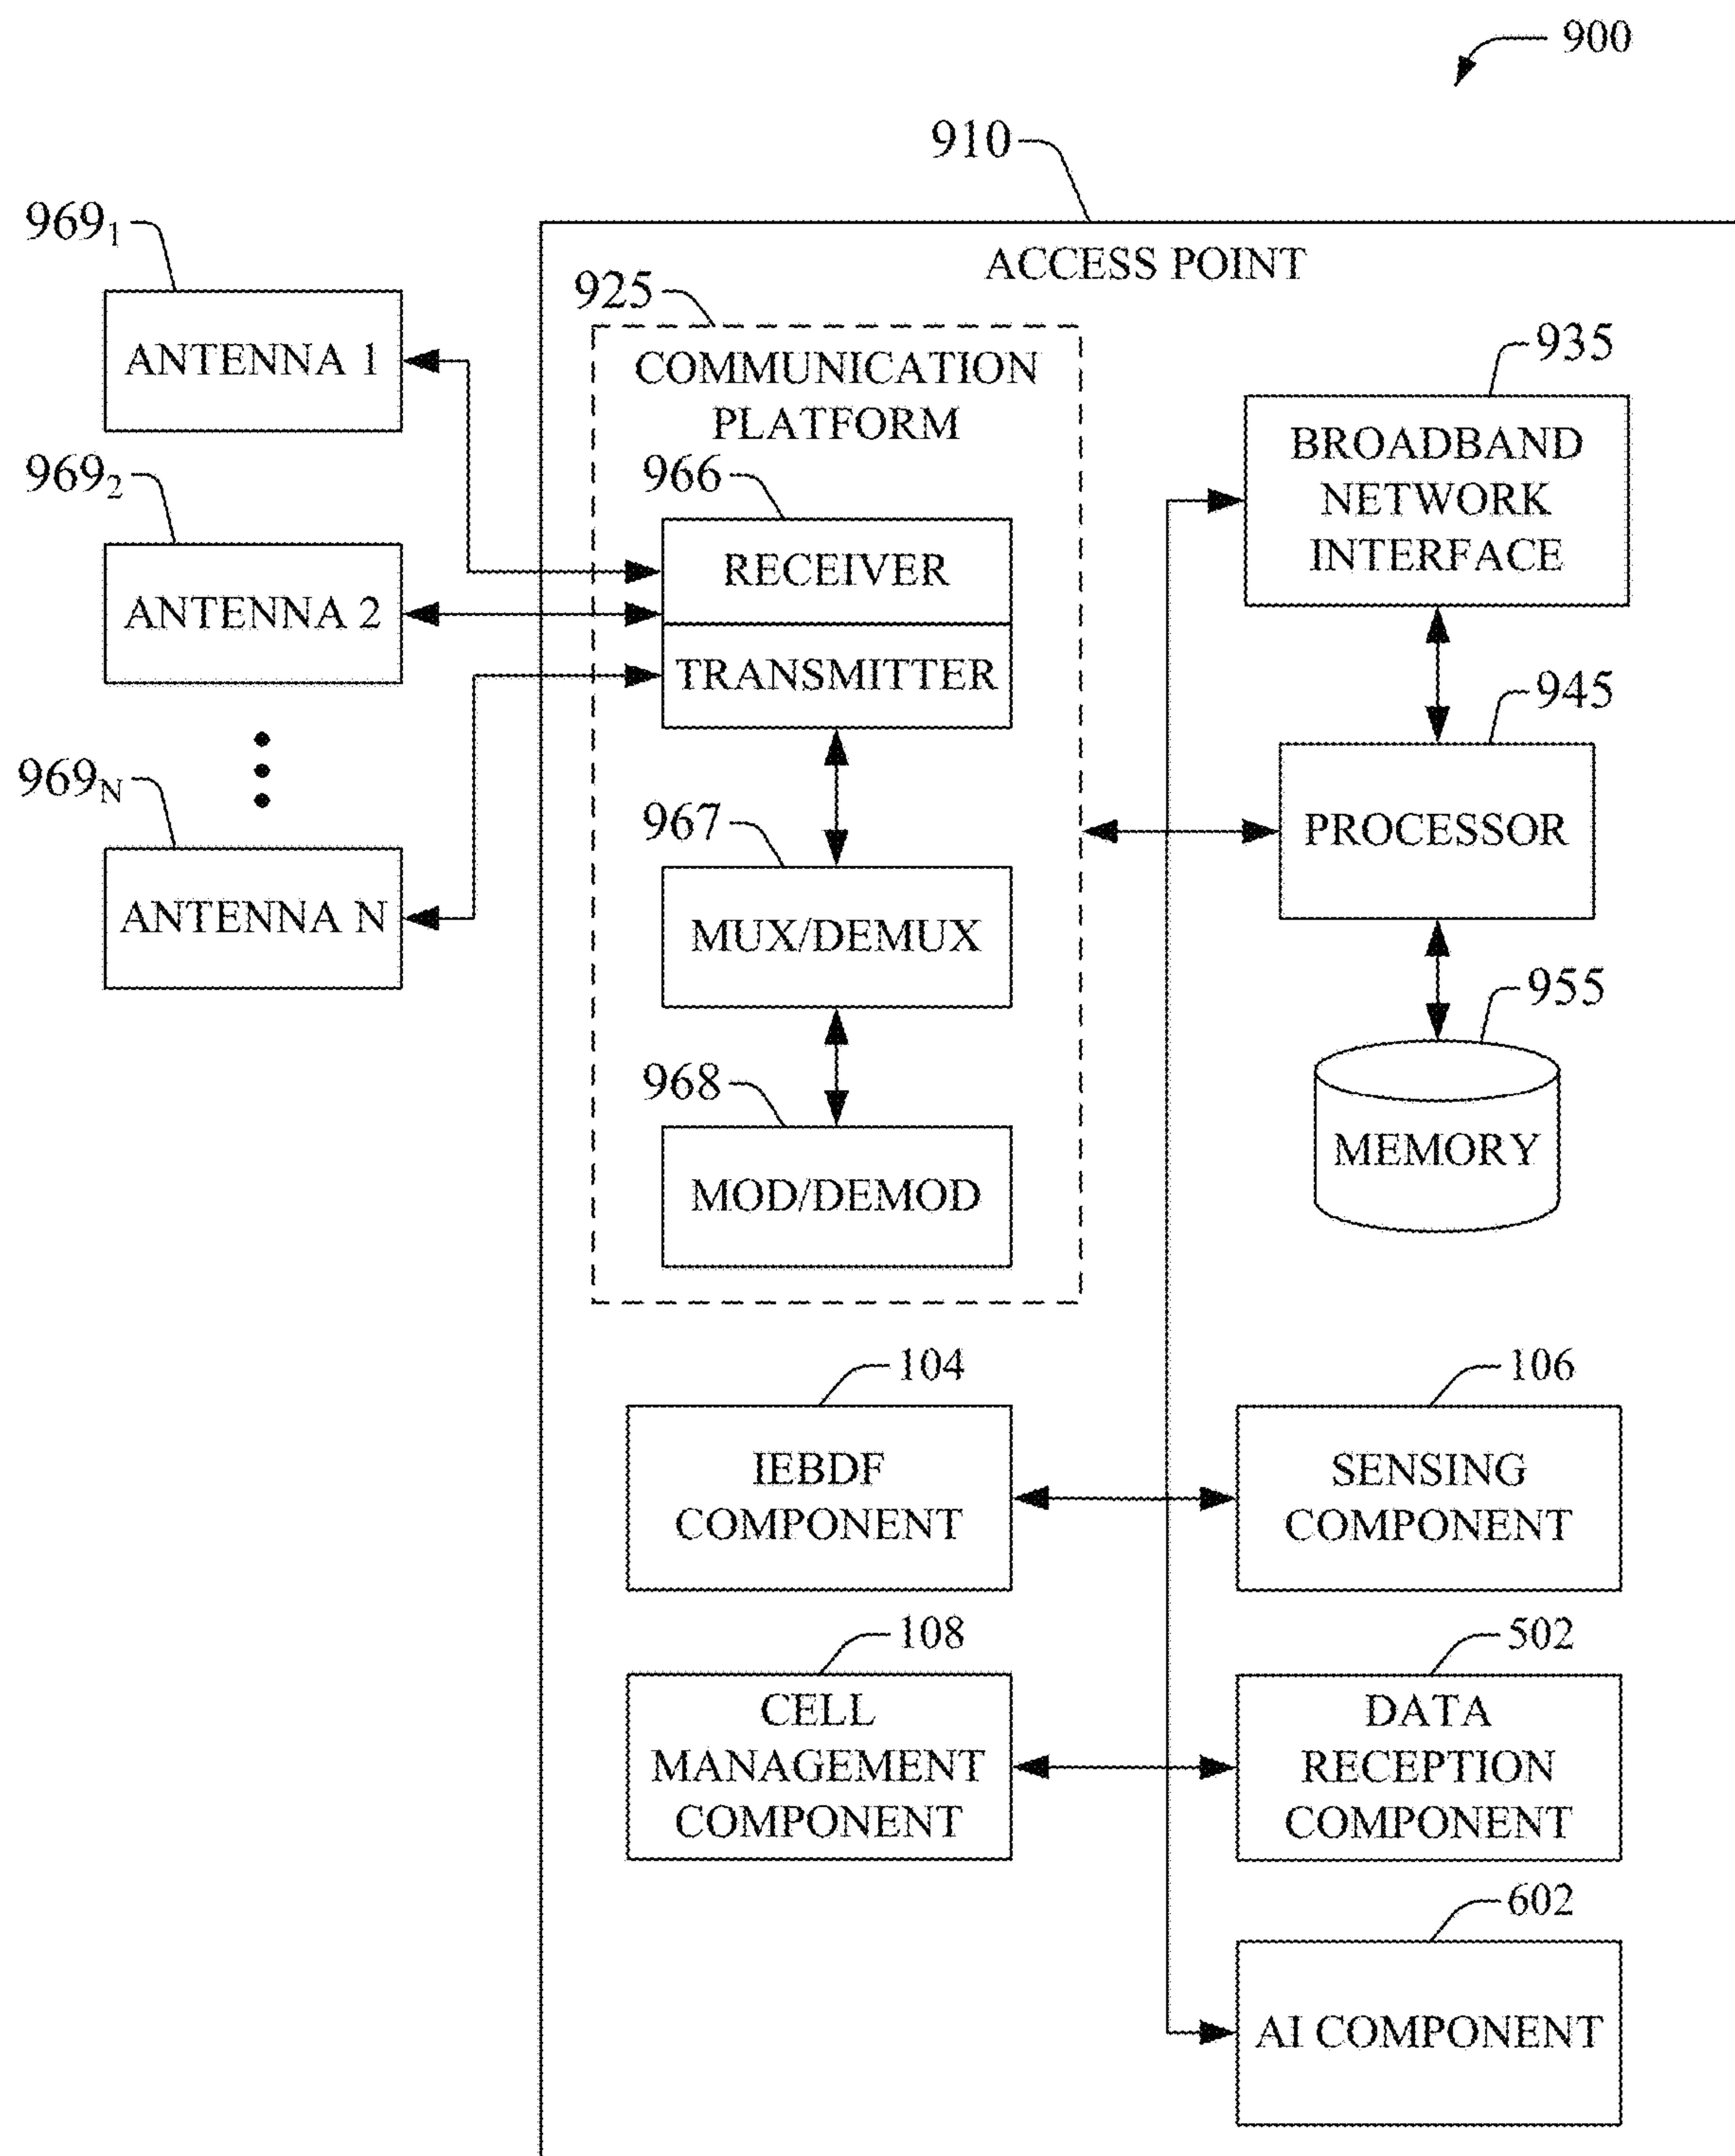 900
910
ACCESS POINT
969₁
ANTENNA 1
969₂
ANTENNA 2
969N
ANTENNA N
925
COMMUNICATION
PLATFORM
966
RECEIVER
TRANSMITTER
967
MUX/DEMUX
968
MOD/DEMOD
935
BROADBAND
NETWORK
INTERFACE
945
PROCESSOR
955
MEMORY
104
IEBDF
COMPONENT
106
SENSING
COMPONENT
108
CELL
MANAGEMENT
COMPONENT
502
DATA
RECEPTION
COMPONENT
602
AI COMPONENT